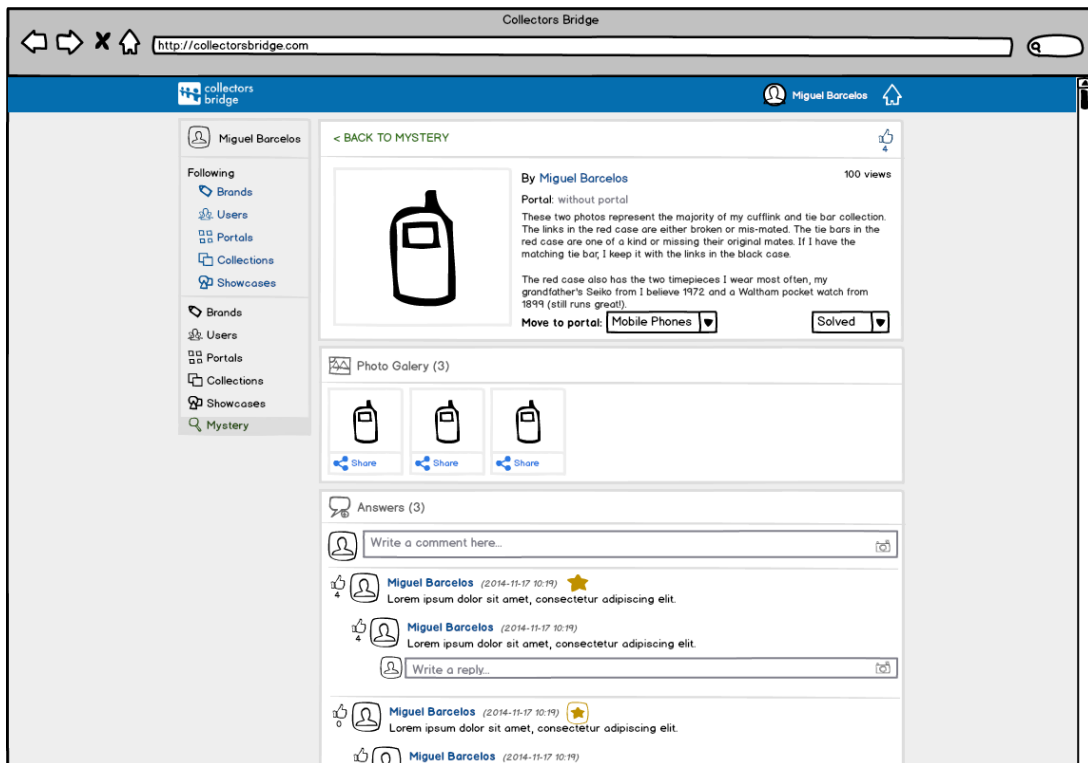 Collectors Bridge
http://collectorsbridge.com
collectors
bridge
Miguel Barcelos
Miguel Barcelos
Following
Brands
Users
Portals
Collections
Showcases
Brands
Users
Portals
Collections
Showcases
Mystery
< BACK TO MYSTERY
4
By Miguel Barcelos
100 views
Portal: without portal
These two photos represent the majority of my cufflink and tie bar collection.
The links in the red case are either broken or mis-mated. The tie bars in the
red case are one of a kind or missing their original mates. If I have the
matching tie bar, I keep it with the links in the black case.
The red case also has the two timepieces I wear most often, my
grandfather's Seiko from I believe 1972 and a Waltham pocket watch from
1899 (still runs great!).
Move to portal: Mobile Phones
Solved
Photo Galery (3)
Share
Share
Share
Answers (3)
Write a comment here...
4
Miguel Barcelos (2014-11-17 10:19)
Lorem ipsum dolor sit amet, consectetur adipiscing elit.
4
Miguel Barcelos (2014-11-17 10:19)
Lorem ipsum dolor sit amet, consectetur adipiscing elit.
Write a reply...
0
Miguel Barcelos (2014-11-17 10:19)
Lorem ipsum dolor sit amet, consectetur adipiscing elit.
Miguel Barcelos (2014-11-17 10:19)